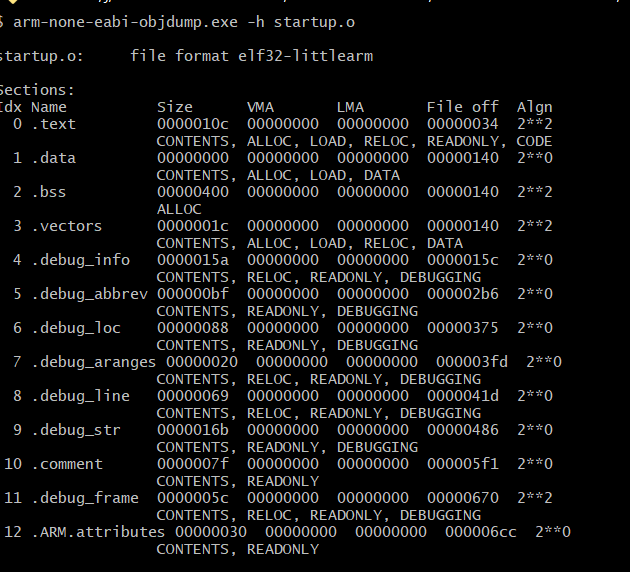 $ arm-none-eabi-objdump.exe -h startup.o
startup.o:     file format elf32-littlearm
Sections:
Idx Name          Size      VMA       LMA       File off  Algn
  0 .text         0000010c  00000000  00000000  00000034  2**2
                  CONTENTS, ALLOC, LOAD, RELOC, READONLY, CODE
  1 .data         00000000  00000000  00000000  00000140  2**0
                  CONTENTS, ALLOC, LOAD, DATA
  2 .bss          00000400  00000000  00000000  00000140  2**2
                  ALLOC
  3 .vectors      0000001c  00000000  00000000  00000140  2**2
                  CONTENTS, ALLOC, LOAD, RELOC, DATA
  4 .debug_info   0000015a  00000000  00000000  0000015c  2**0
                  CONTENTS, RELOC, READONLY, DEBUGGING
  5 .debug_abbrev 000000bf  00000000  00000000  000002b6  2**0
                  CONTENTS, READONLY, DEBUGGING
  6 .debug_loc    00000088  00000000  00000000  00000375  2**0
                  CONTENTS, READONLY, DEBUGGING
  7 .debug_aranges 00000020  00000000  00000000  000003fd  2**0
                  CONTENTS, RELOC, READONLY, DEBUGGING
  8 .debug_line   00000069  00000000  00000000  0000041d  2**0
                  CONTENTS, RELOC, READONLY, DEBUGGING
  9 .debug_str    0000016b  00000000  00000000  00000486  2**0
                  CONTENTS, READONLY, DEBUGGING
 10 .comment      0000007f  00000000  00000000  000005f1  2**0
                  CONTENTS, READONLY
 11 .debug_frame  0000005c  00000000  00000000  00000670  2**2
                  CONTENTS, RELOC, READONLY, DEBUGGING
 12 .ARM.attributes 00000030  00000000  00000000  000006cc  2**0
                  CONTENTS, READONLY